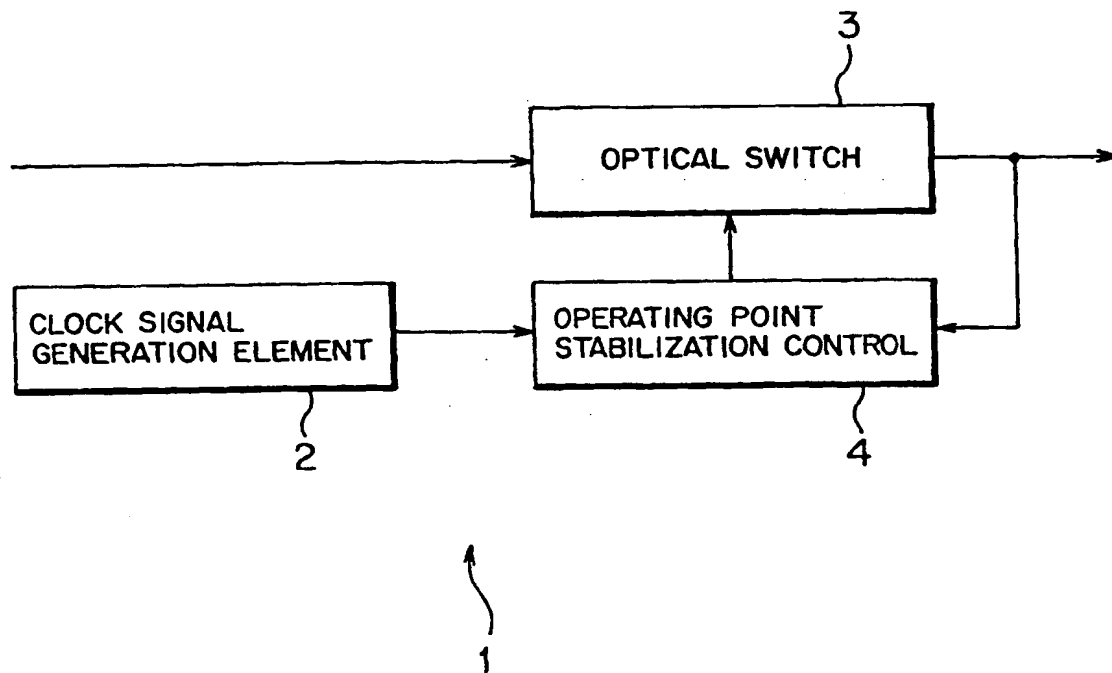 3
OPTICAL SWITCH
CLOCK SIGNAL
GENERATION ELEMENT
OPERATING POINT
STABILIZATION CONTROL
2
4
1